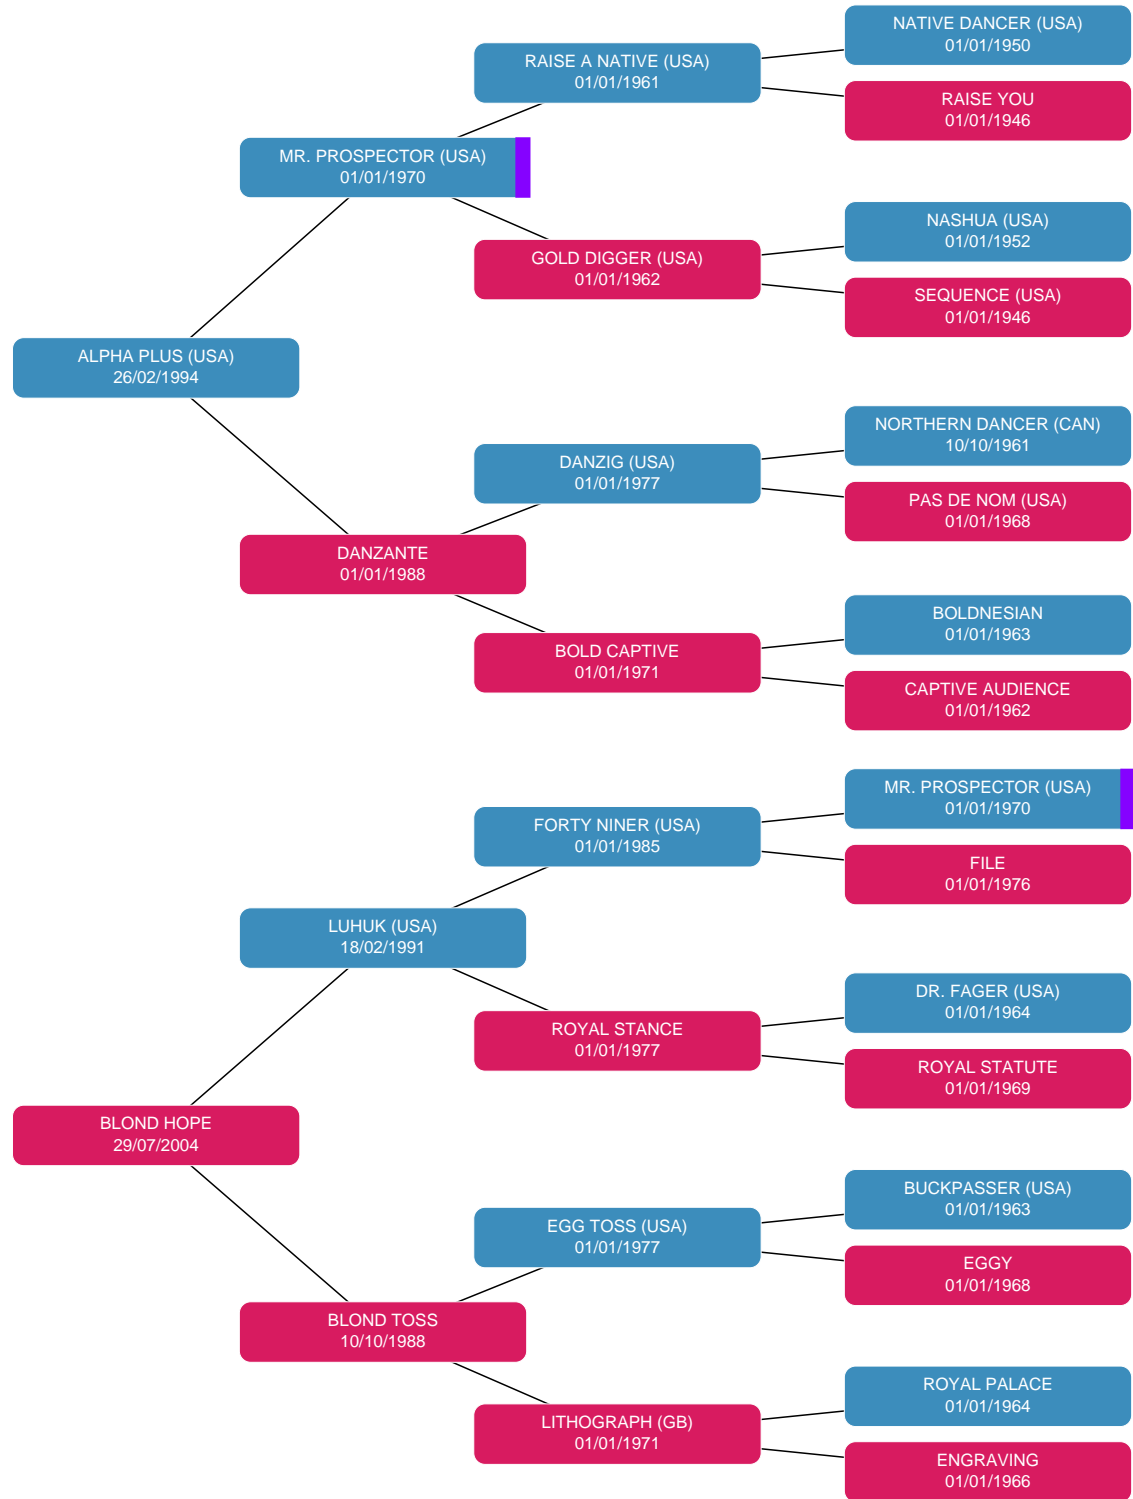 NATIVE DANCER (USA)
01/01/1950
RAISE A NATIVE (USA)
01/01/1961
RAISE YOU
01/01/1946
MR. PROSPECTOR (USA)
01/01/1970
NASHUA (USA)
01/01/1952
GOLD DIGGER (USA)
01/01/1962
SEQUENCE (USA)
01/01/1946
ALPHA PLUS (USA)
26/02/1994
NORTHERN DANCER (CAN)
10/10/1961
DANZIG (USA)
01/01/1977
PAS DE NOM (USA)
01/01/1968
DANZANTE
01/01/1988
BOLDNESIAN
01/01/1963
BOLD CAPTIVE
01/01/1971
CAPTIVE AUDIENCE
01/01/1962
MR. PROSPECTOR (USA)
01/01/1970
FORTY NINER (USA)
01/01/1985
FILE
01/01/1976
LUHUK (USA)
18/02/1991
DR. FAGER (USA)
01/01/1964
ROYAL STANCE
01/01/1977
ROYAL STATUTE
01/01/1969
BLOND HOPE
29/07/2004
BUCKPASSER (USA)
01/01/1963
EGG TOSS (USA)
01/01/1977
EGGY
01/01/1968
BLOND TOSS
10/10/1988
ROYAL PALACE
01/01/1964
LITHOGRAPH (GB)
01/01/1971
ENGRAVING
01/01/1966